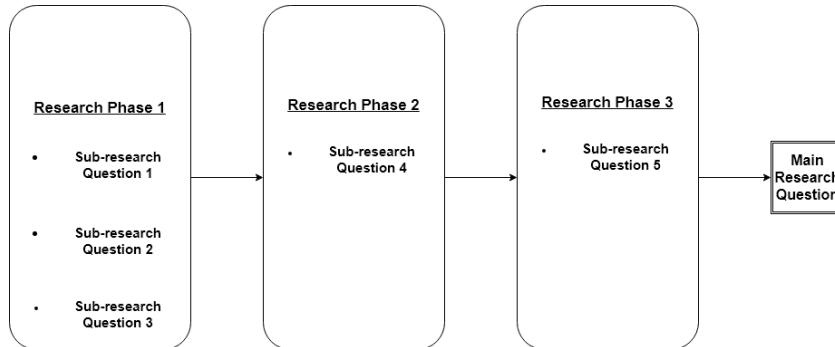 Research Phase 1
• Sub-research
Question 1
• Sub-research
Question 2
• Sub-research
Question 3
Research Phase 2
• Sub-research
Question 4
Research Phase 3
• Sub-research
Question 5
Main
Research
Question